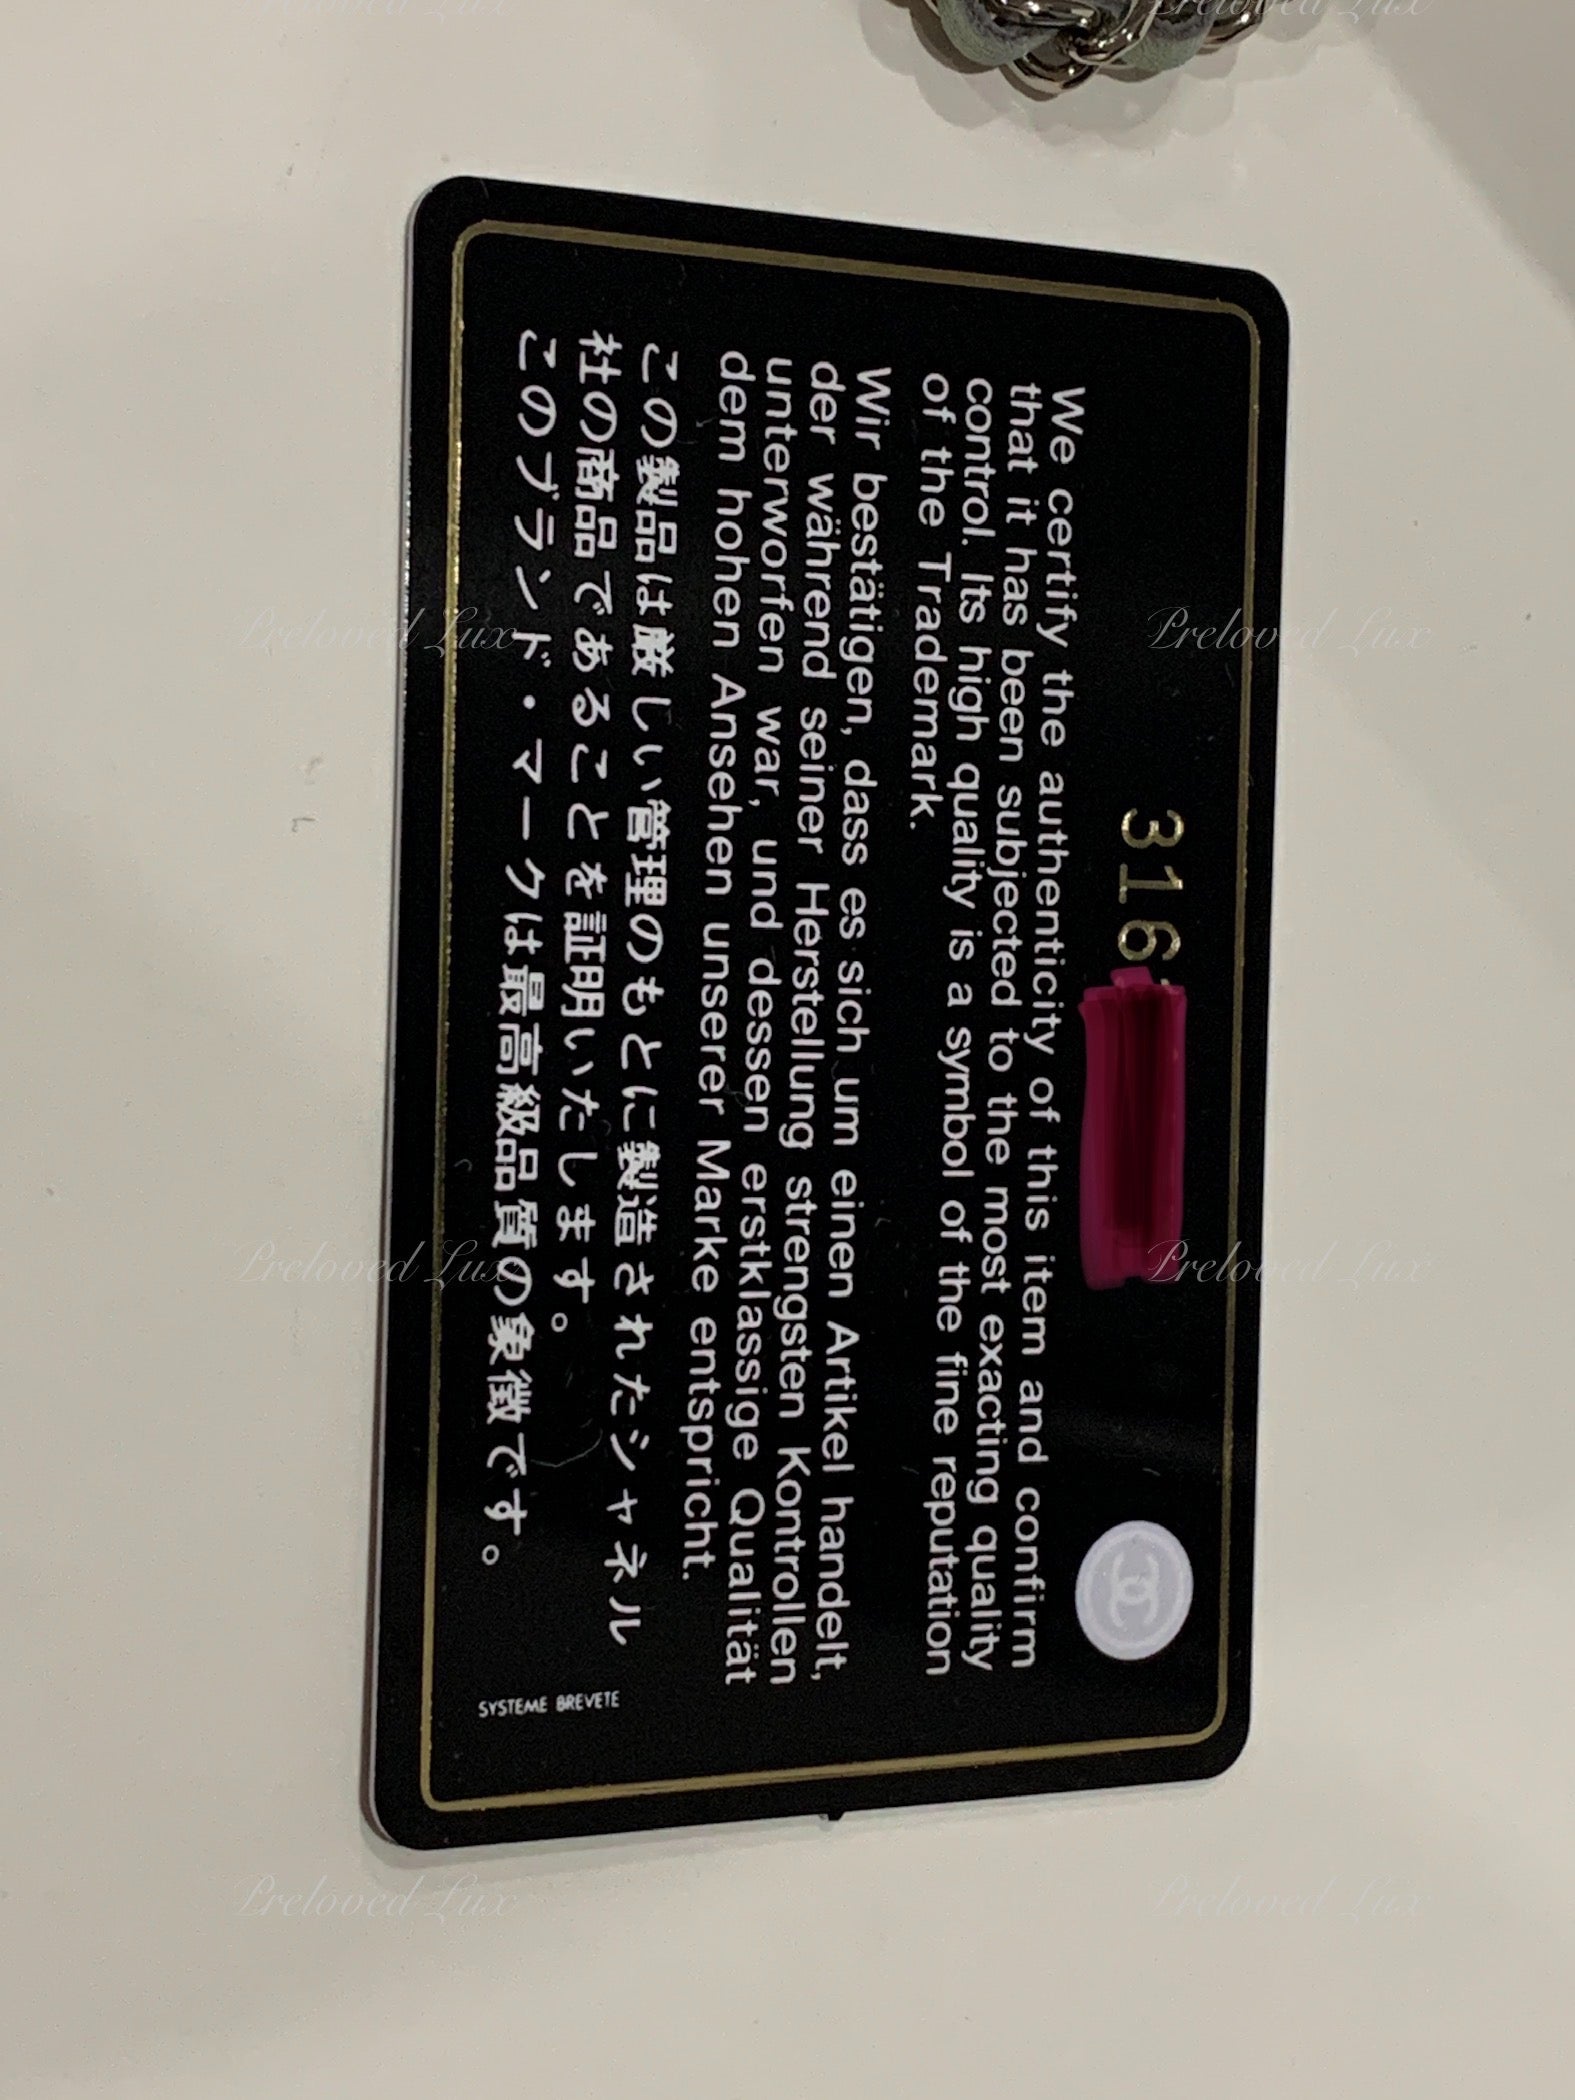 316
We certify the authenticity of this item and confirm
that it has been subjected to the most exacting quality
control. Its high quality is a symbol of the fine reputation
of the Trademark.
Wir bestätigen, dass es sich um einen Artikel handelt,
der während seiner Herstellung strengsten Kontrollen
unterworfen war, und dessen erstklassige Qualität
dem hohen Ansehen unserer Marke entspricht.
この製品は厳しい管理のもとに製造されたシャネル
社の商品であることを証明いたします。
このブランド・マークは最高級品質の象徴です。
SYSTEME BREVETE
Preloved Lux Preloved Lux
Preloved Lux Preloved Lux
Preloved Lux Preloved Lux
Preloved Lux Preloved Lux